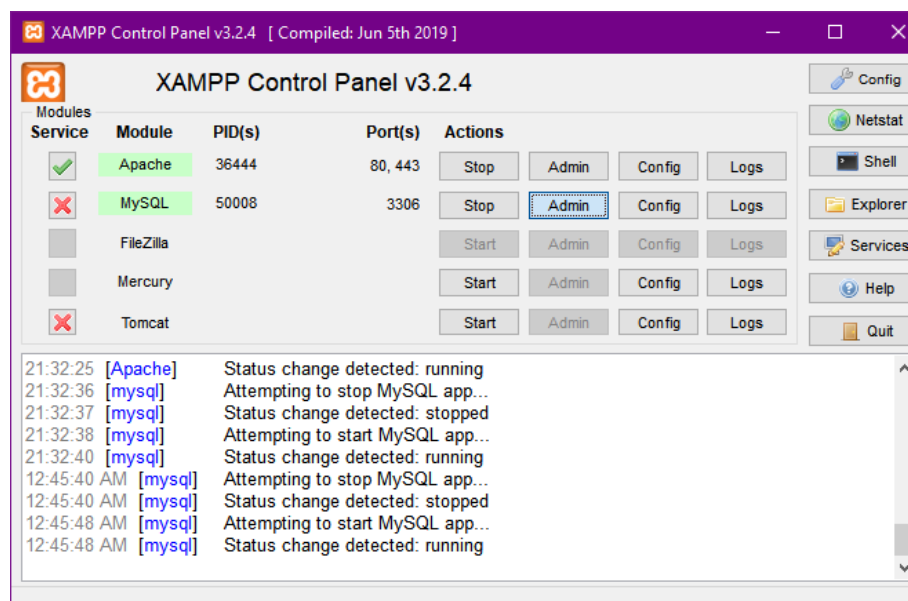 XAMPP Control Panel v3.2.4 [ Compiled: Jun 5th 2019 ]
XAMPP Control Panel v3.2.4
Config
Modules
Netstat
Service Module PID(s) Port(s) Actions
Apache 36444 80, 443 Stop Admin Config Logs
Shell
MySQL 50008 3306 Stop Admin Config Logs
Explorer
FileZilla Start Admin Config Logs
Services
Mercury Start Admin Config Logs
Help
Tomcat Start Admin Config Logs
Quit
21:32:25 [Apache] Status change detected: running
21:32:36 [mysql] Attempting to stop MySQL app...
21:32:37 [mysql] Status change detected: stopped
21:32:38 [mysql] Attempting to start MySQL app...
21:32:40 [mysql] Status change detected: running
12:45:40 AM [mysql] Attempting to stop MySQL app...
12:45:40 AM [mysql] Status change detected: stopped
12:45:48 AM [mysql] Attempting to start MySQL app...
12:45:48 AM [mysql] Status change detected: running